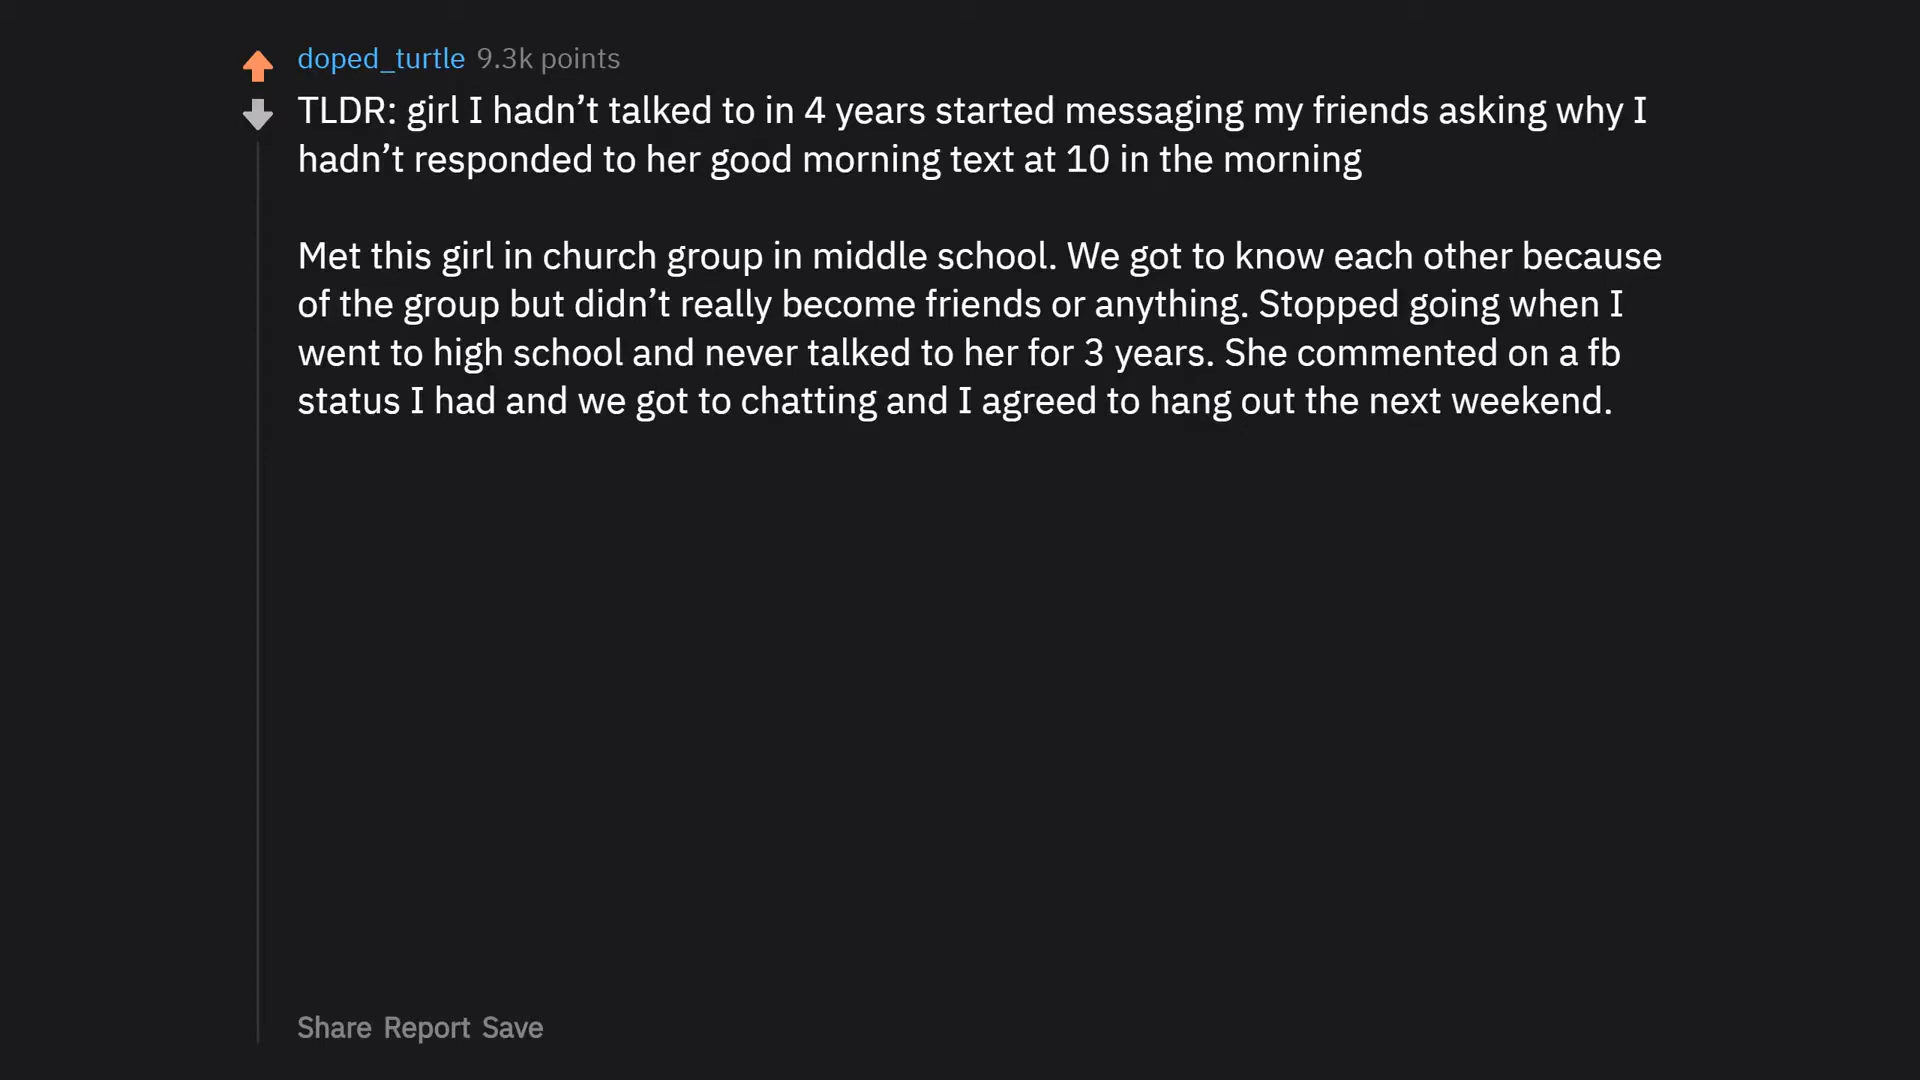 doped_turtle 9.3k points
TLDR: girl I hadn’t talked to in 4 years started messaging my friends asking why I
hadn’t responded to her good morning text at 10 in the morning
Met this girl in church group in middle school. We got to know each other because
of the group but didn’t really become friends or anything. Stopped going when I
went to high school and never talked to her for 3 years. She commented on a fb
status I had and we got to chatting and I agreed to hang out the next weekend.
Share Report Save